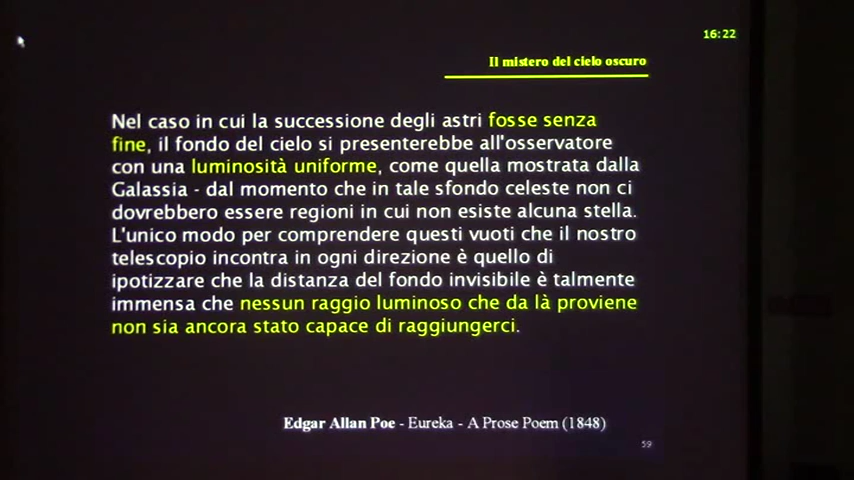 16:22
Il mistero del cielo oscuro
Nel caso in cui la successione degli astri fosse senza
fine, il fondo del cielo si presenterebbe all'osservatore
con una luminosità uniforme, come quella mostrata dalla
Galassia - dal momento che in tale sfondo celeste non ci
dovrebbero essere regioni in cui non esiste alcuna stella.
L'unico modo per comprendere questi vuoti che il nostro
telescopio incontra in ogni direzione è quello di
ipotizzare che la distanza del fondo invisibile è talmente
immensa che nessun raggio luminoso che da là proviene
non sia ancora stato capace di raggiungerci.
Edgar Allan Poe - Eureka - A Prose Poem (1848)
59